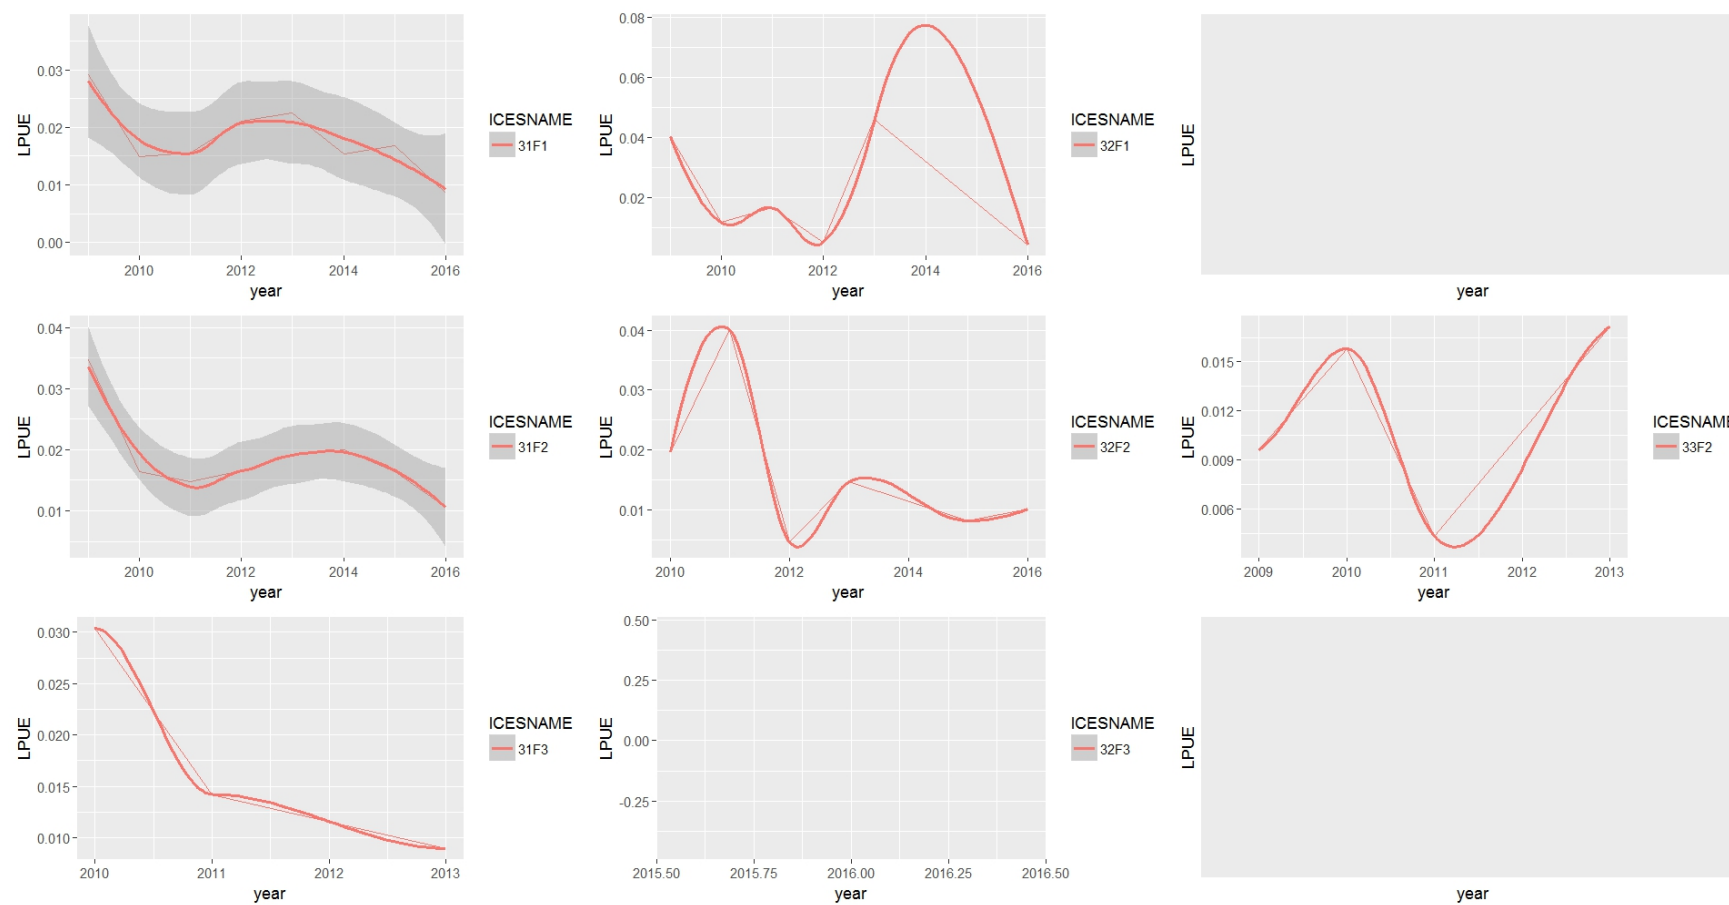 LPUE
0.03
0.02
0.01
0.00
2010 2012 2014 2016
year
ICESNAME
31F1
LPUE
0.08
0.06
0.04
0.02
2010 2012 2014 2016
year
ICESNAME
32F1
LPUE
year
LPUE
0.04
0.03
0.02
0.01
2010 2012 2014 2016
year
ICESNAME
31F2
LPUE
0.04
0.03
0.02
0.01
2010 2012 2014 2016
year
ICESNAME
32F2
LPUE
0.015
0.012
0.009
0.006
2009 2010 2011 2012 2013
year
ICESNAME
33F2
LPUE
0.030
0.025
0.020
0.015
0.010
2010 2011 2012 2013
year
ICESNAME
31F3
LPUE
0.50
0.25
0.00
-0.25
2015.50 2015.75 2016.00 2016.25 2016.50
year
ICESNAME
32F3
LPUE
year